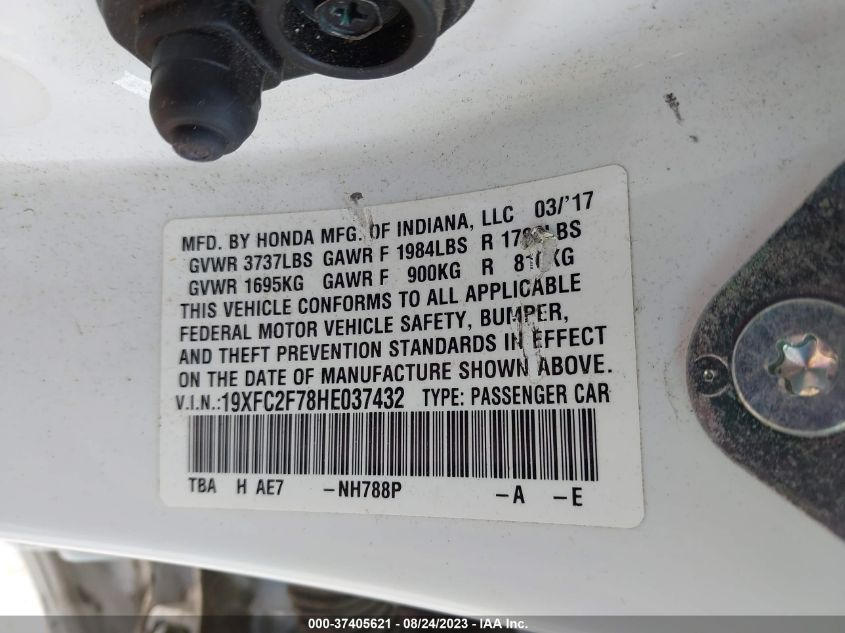 MFD. BY HONDA MFG. OF INDIANA, LLC 03/'17
GVWR 3737LBS GAWR F 1984LBS R LBS
GVWR 1695KG GAWR F 900KG R KG
THIS VEHICLE CONFORMS TO ALL APPLICABLE
FEDERAL MOTOR VEHICLE SAFETY, BUMPER,
AND THEFT PREVENTION STANDARDS IN EFFECT
ON THE DATE OF MANUFACTURE SHOWN ABOVE.
V.I.N.:19XFC2F78HE037432 TYPE: PASSENGER CAR
TBA H AE7 -NH788P -A -E
000-37405621 - 08/24/2023 - IAA Inc.